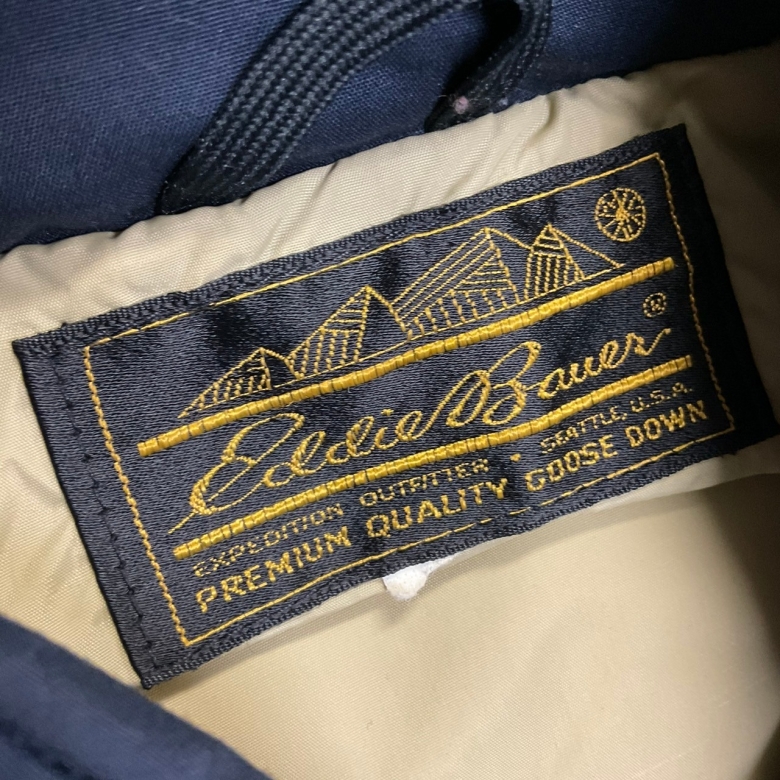 Eddie Bauer ®
EXPEDITION OUTFITTER · SEATTLE, U.S.A.
PREMIUM QUALITY GOOSE DOWN